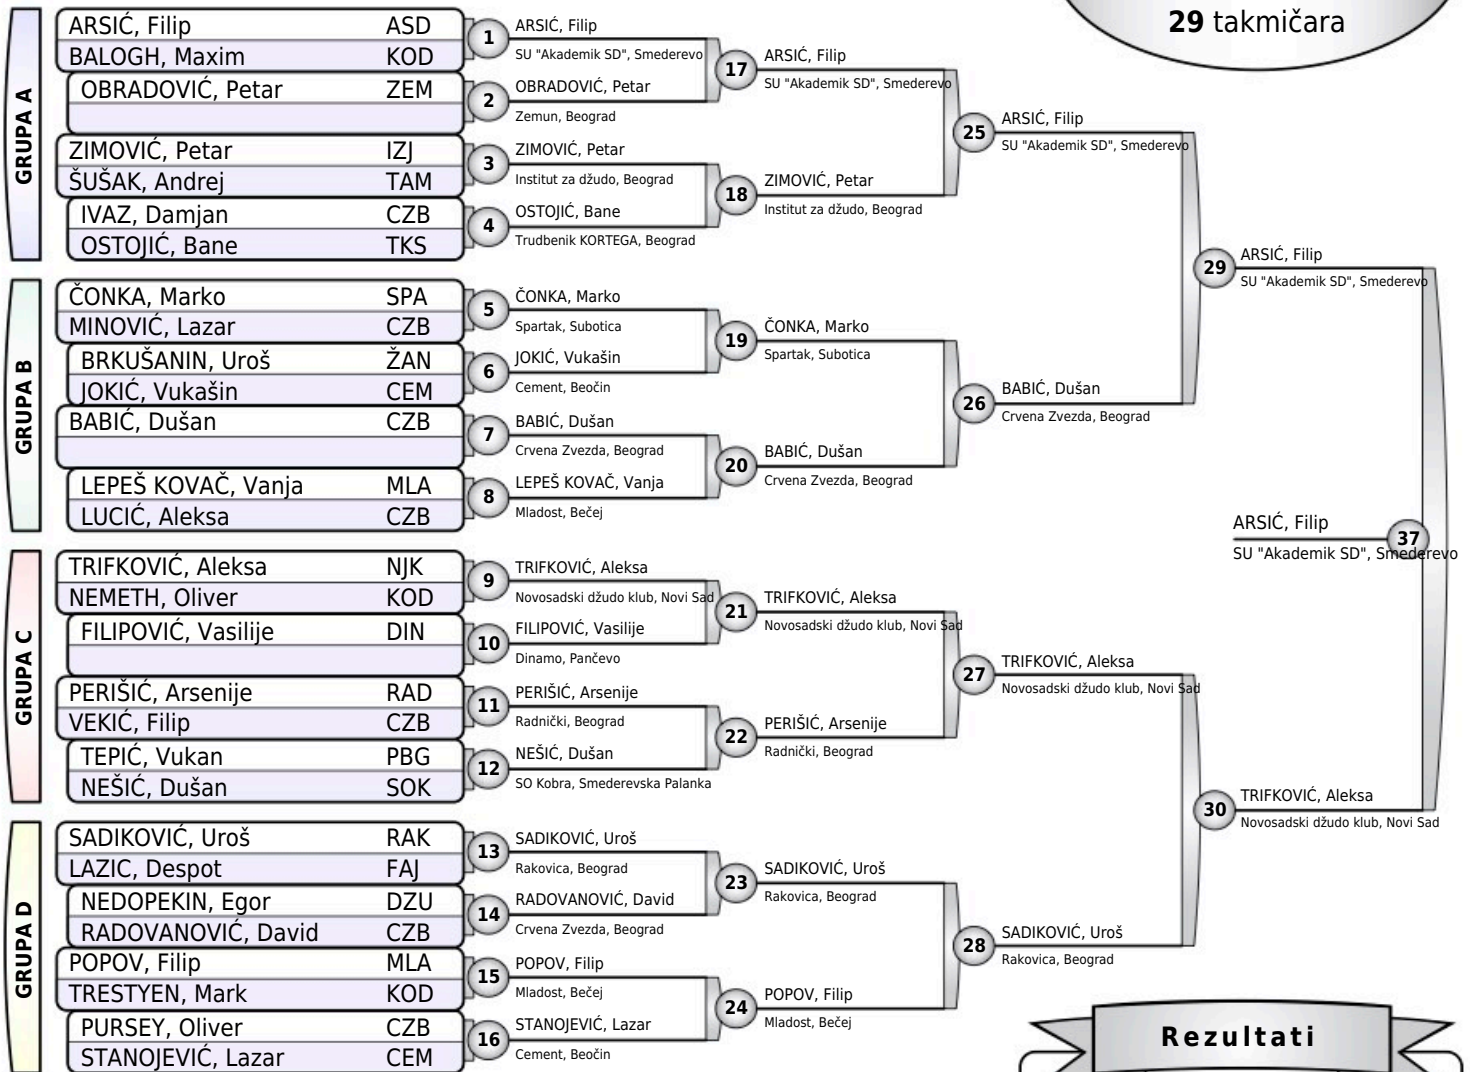 29 takmičara
GRUPA A
ARSIĆ, Filip ASD
BALOGH, Maxim KOD
OBRADOVIĆ, Petar ZEM
ZIMOVIĆ, Petar IZJ
ŠUŠAK, Andrej TAM
IVAZ, Damjan CZB
OSTOJIĆ, Bane TKS
GRUPA B
ČONKA, Marko SPA
MINOVIĆ, Lazar CZB
BRKUŠANIN, Uroš ŽAN
JOKIĆ, Vukašin CEM
BABIĆ, Dušan CZB
LEPEŠ KOVAČ, Vanja MLA
LUCIĆ, Aleksa CZB
GRUPA C
TRIFKOVIĆ, Aleksa NJK
NEMETH, Oliver KOD
FILIPOVIĆ, Vasilije DIN
PERIŠIĆ, Arsenije RAD
VEKIĆ, Filip CZB
TEPIĆ, Vukan PBG
NEŠIĆ, Dušan SOK
GRUPA D
SADIKOVIĆ, Uroš RAK
LAZIC, Despot FAJ
NEDOPEKIN, Egor DZU
RADOVANOVIĆ, David CZB
POPOV, Filip MLA
TRESTYEN, Mark KOD
PURSEY, Oliver CZB
STANOJEVIĆ, Lazar CEM
1
ARSIĆ, Filip
SU "Akademik SD", Smederevo
2
OBRADOVIĆ, Petar
Zemun, Beograd
3
ZIMOVIĆ, Petar
Institut za džudo, Beograd
4
OSTOJIĆ, Bane
Trudbenik KORTEGA, Beograd
5
ČONKA, Marko
Spartak, Subotica
6
JOKIĆ, Vukašin
Cement, Beočin
7
BABIĆ, Dušan
Crvena Zvezda, Beograd
8
LEPEŠ KOVAČ, Vanja
Mladost, Bečej
9
TRIFKOVIĆ, Aleksa
Novosadski džudo klub, Novi Sad
10
FILIPOVIĆ, Vasilije
Dinamo, Pančevo
11
PERIŠIĆ, Arsenije
Radnički, Beograd
12
NEŠIĆ, Dušan
SO Kobra, Smederevska Palanka
13
SADIKOVIĆ, Uroš
Rakovica, Beograd
14
RADOVANOVIĆ, David
Crvena Zvezda, Beograd
15
POPOV, Filip
Mladost, Bečej
16
STANOJEVIĆ, Lazar
Cement, Beočin
17
ARSIĆ, Filip
SU "Akademik SD", Smederevo
18
ZIMOVIĆ, Petar
Institut za džudo, Beograd
19
ČONKA, Marko
Spartak, Subotica
20
BABIĆ, Dušan
Crvena Zvezda, Beograd
21
TRIFKOVIĆ, Aleksa
Novosadski džudo klub, Novi Sad
22
PERIŠIĆ, Arsenije
Radnički, Beograd
23
SADIKOVIĆ, Uroš
Rakovica, Beograd
24
POPOV, Filip
Mladost, Bečej
25
ARSIĆ, Filip
SU "Akademik SD", Smederevo
26
BABIĆ, Dušan
Crvena Zvezda, Beograd
27
TRIFKOVIĆ, Aleksa
Novosadski džudo klub, Novi Sad
28
SADIKOVIĆ, Uroš
Rakovica, Beograd
29
ARSIĆ, Filip
SU "Akademik SD", Smederevo
30
TRIFKOVIĆ, Aleksa
Novosadski džudo klub, Novi Sad
ARSIĆ, Filip
37
SU "Akademik SD", Smederevo
Rezultati